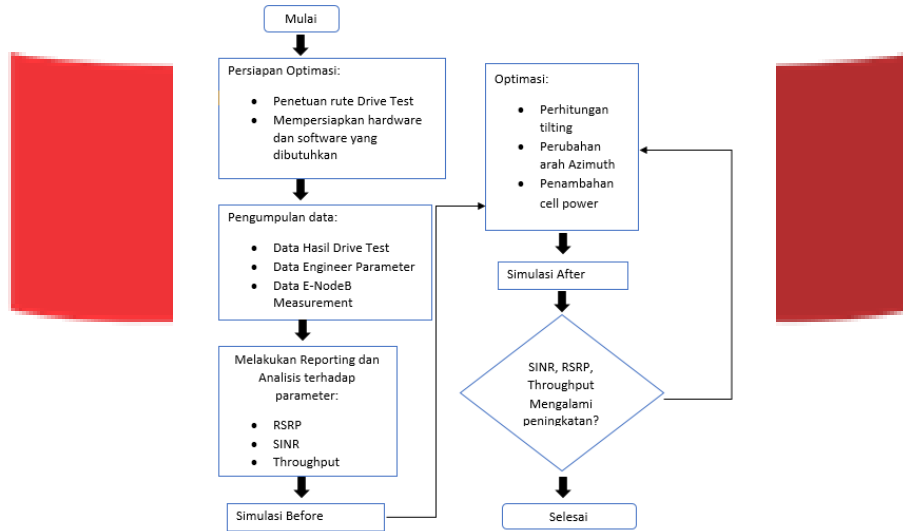 Mulai
Persiapan Optimasi:
• Penetuan rute Drive Test
• Mempersiapkan hardware
dan software yang
dibutuhkan
Pengumpulan data:
• Data Hasil Drive Test
• Data Engineer Parameter
• Data E-NodeB
Measurement
Melakukan Reporting dan
Analisis terhadap
parameter:
• RSRP
• SINR
• Throughput
Simulasi Before
Optimasi:
• Perhitungan
tilting
• Perubahan
arah Azimuth
• Penambahan
cell power
Simulasi After
SINR, RSRP,
Throughput
Mengalami
peningkatan?
Selesai